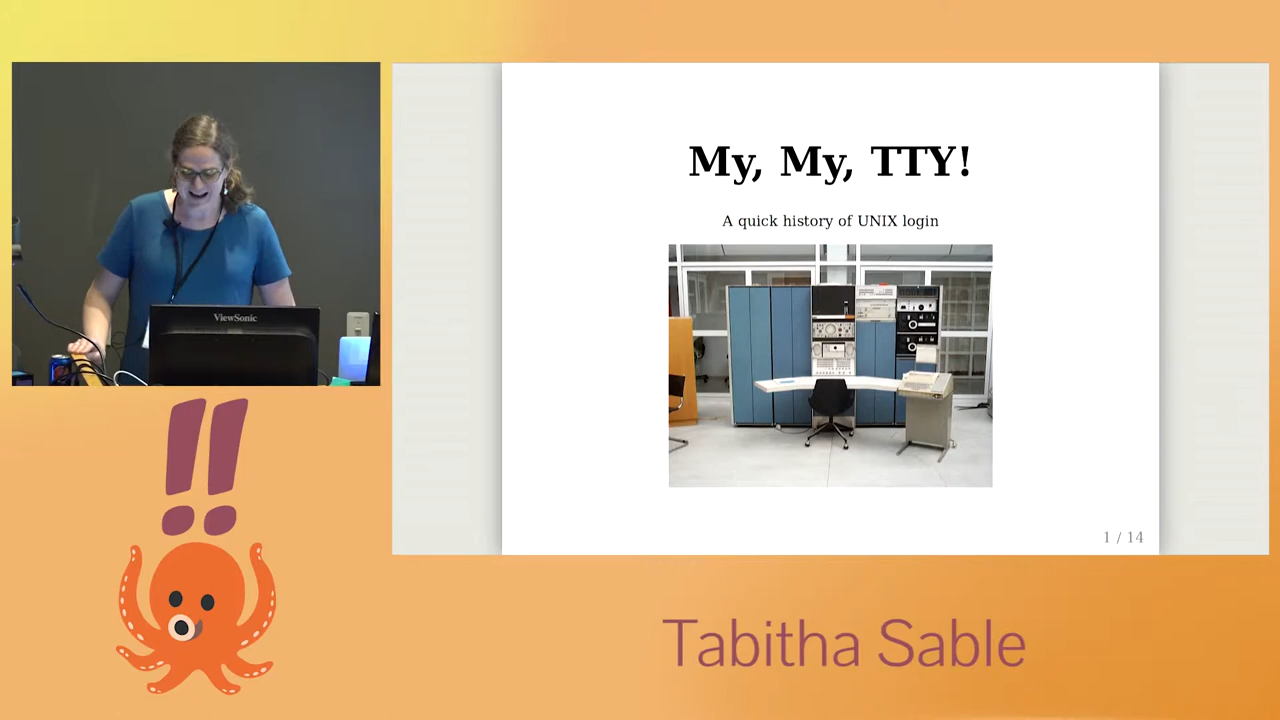 ViewSonic
My, My, TTY!
A quick history of UNIX login
1 / 14
!!
Tabitha Sable